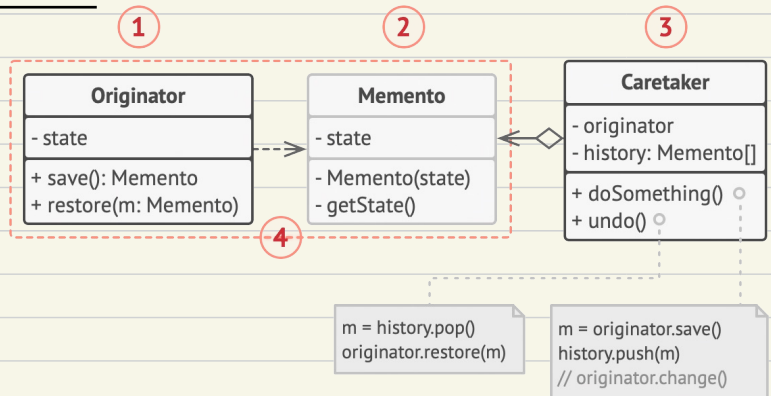 1
2
3
Originator
- state
+ save(): Memento
+ restore(m: Memento)
Memento
- state
- Memento(state)
- getState()
Caretaker
- originator
- history: Memento[]
+ doSomething()
+ undo()
4
m = history.pop()
originator.restore(m)
m = originator.save()
history.push(m)
// originator.change()